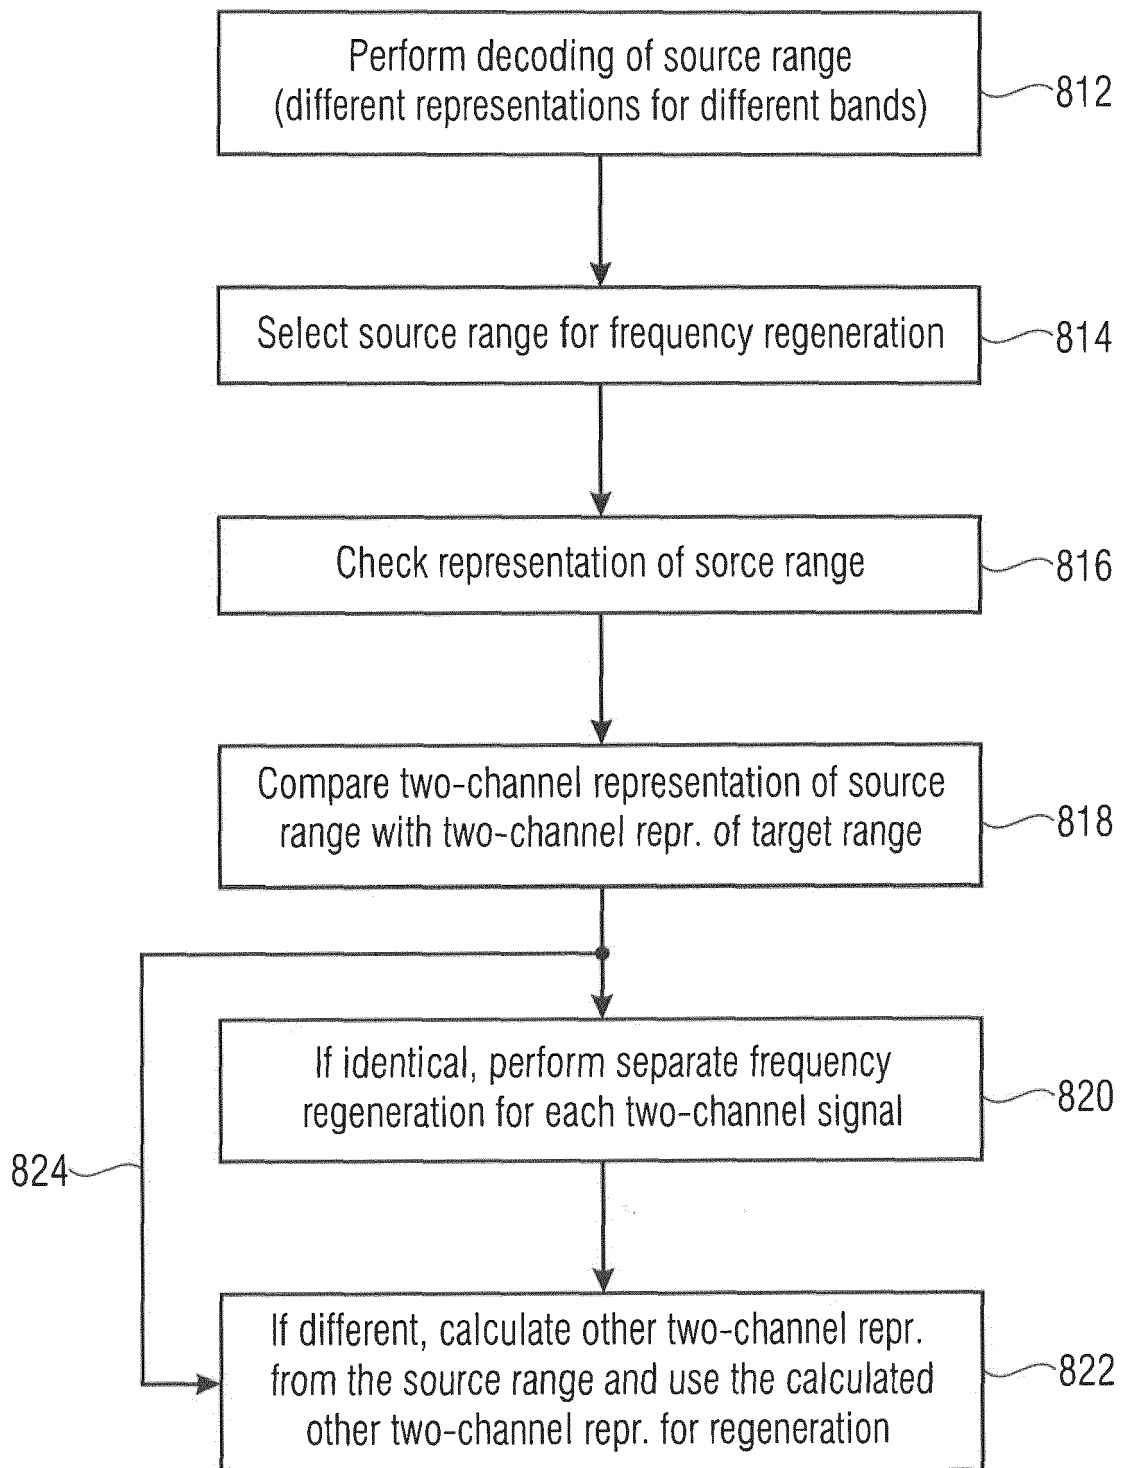 Perform decoding of source range
(different representations for different bands)
812
Select source range for frequency regeneration
814
Check representation of sorce range
816
Compare two-channel representation of source
range with two-channel repr. of target range
818
If identical, perform separate frequency
regeneration for each two-channel signal
820
824
If different, calculate other two-channel repr.
from the source range and use the calculated
other two-channel repr. for regeneration
822